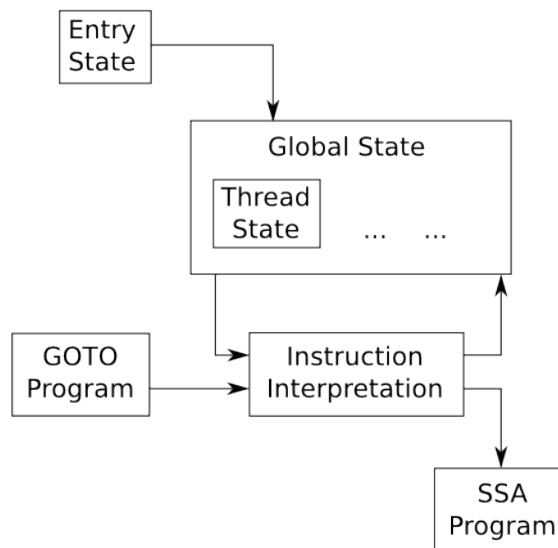 Entry
State
Global State
Thread
State
... ...
GOTO
Program
Instruction
Interpretation
SSA
Program